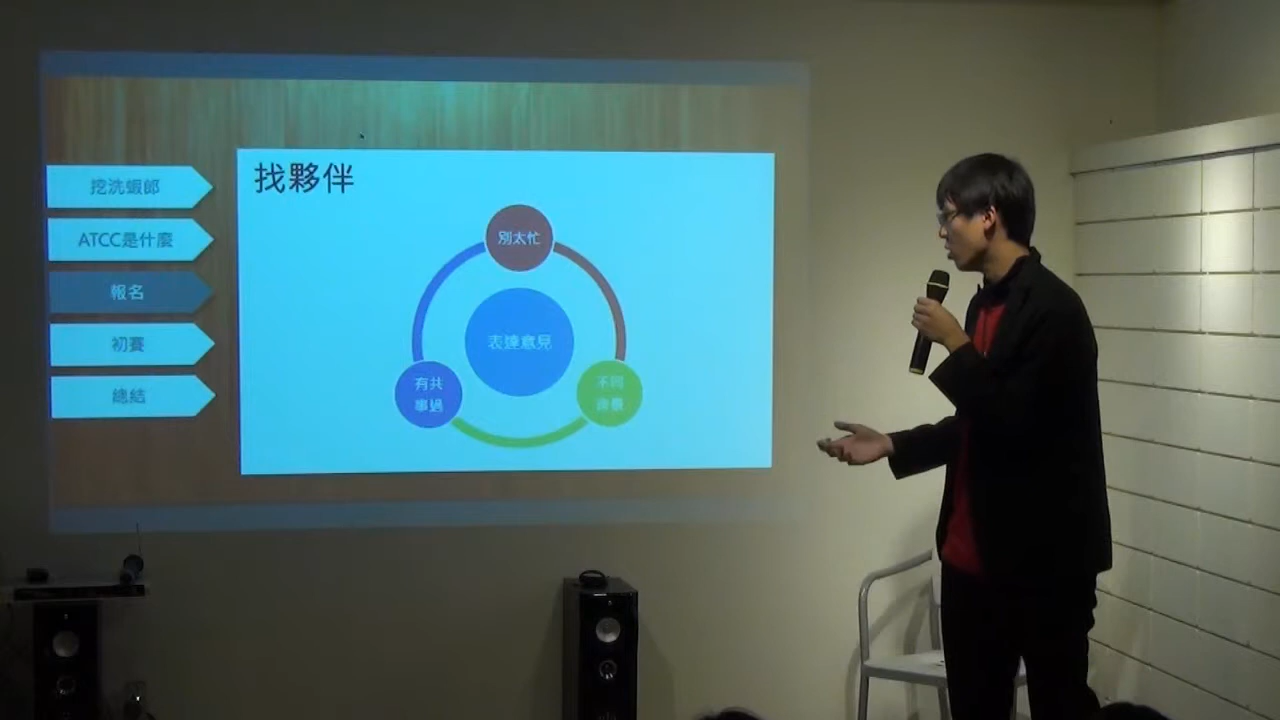 挖洗蝦郎
ATCC是什麼
報名
初賽
總結
找夥伴
別太忙
表達意見
有共
事過
不同
背景